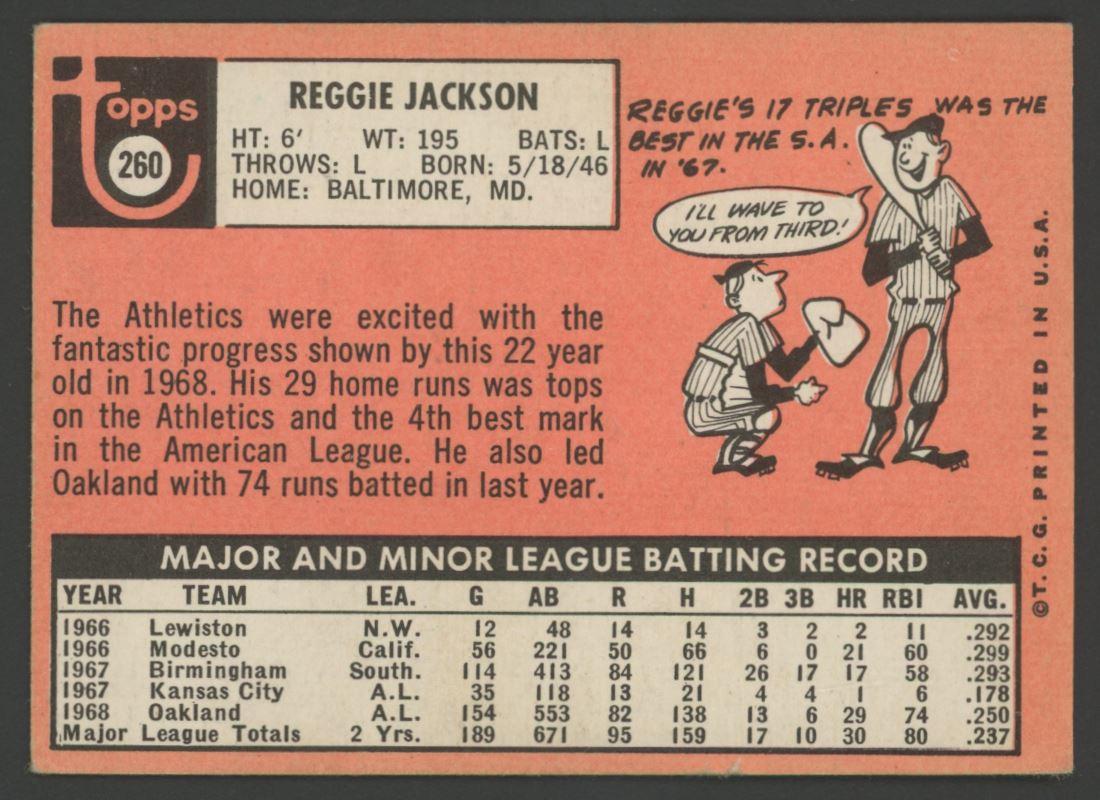 topps
260
REGGIE JACKSON
HT: 6' WT: 195 BATS: L
THROWS: L BORN: 5/18/46
HOME: BALTIMORE, MD.
REGGIE'S 17 TRIPLES WAS THE
BEST IN THE S.A.
IN '67.
I'LL WAVE TO
YOU FROM THIRD!
The Athletics were excited with the
fantastic progress shown by this 22 year
old in 1968. His 29 home runs was tops
on the Athletics and the 4th best mark
in the American League. He also led
Oakland with 74 runs batted in last year.
©T. C. G. PRINTED IN U.S.A.
MAJOR AND MINOR LEAGUE BATTING RECORD
YEAR TEAM LEA. G AB R H 2B 3B HR RBI AVG.
1966 Lewiston N.W. 12 48 14 14 3 2 2 11 .292
1966 Modesto Calif. 56 221 50 66 6 0 21 60 .299
1967 Birmingham South. 114 413 84 121 26 17 17 58 .293
1967 Kansas City A.L. 35 118 13 21 4 4 1 6 .178
1968 Oakland A.L. 154 553 82 138 13 6 29 74 .250
Major League Totals 2 Yrs. 189 671 95 159 17 10 30 80 .237